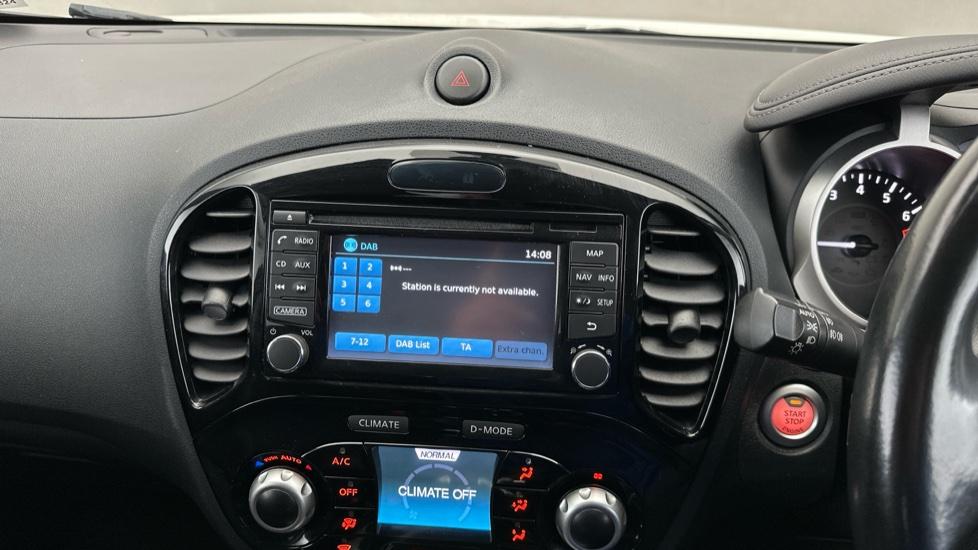 DAB
14:08
1 2
3 4
5 6
Station is currently not available.
7-12
DAB List
TA
Extra chan.
RADIO
CD AUX
CAMERA
VOL
MAP
NAV INFO
SETUP
CLIMATE
D-MODE
A/C
OFF
AUTO
NORMAL
CLIMATE OFF
3 4 5 6
AUTO
START
STOP
ENGINE